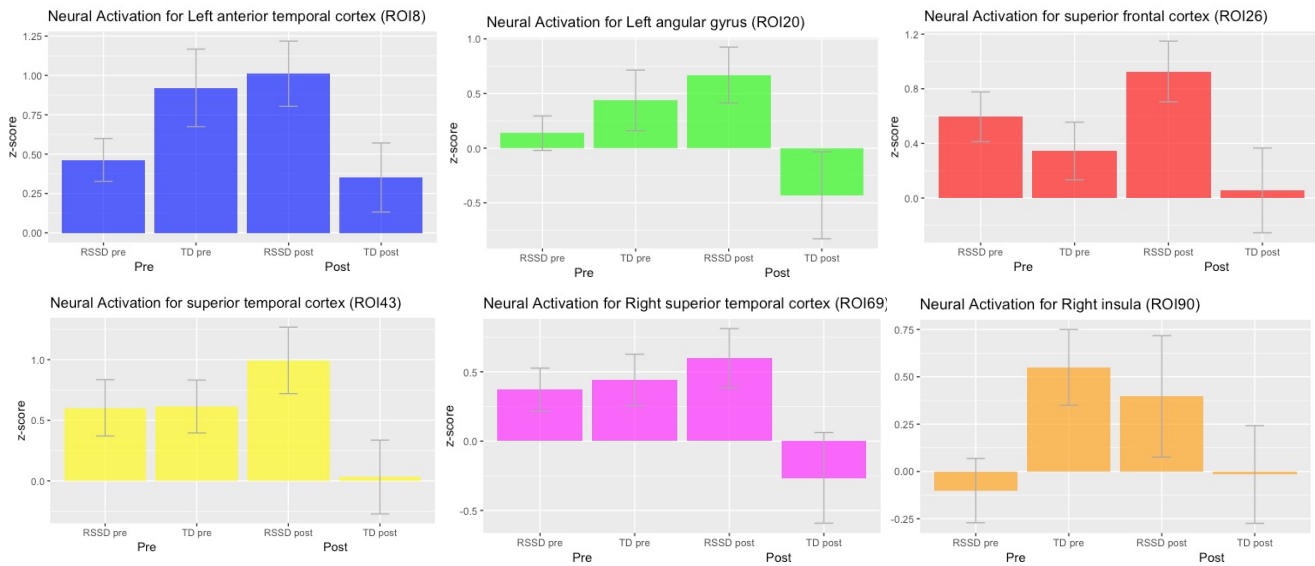 Neural Activation for Left anterior temporal cortex (ROI8)
1.25
1.00
0.75
0.50
0.25
0.00
z-score
RSSD pre TD pre RSSD post TD post
Pre Post
Neural Activation for Left angular gyrus (ROI20)
1.0
0.5
0.0
-0.5
z-score
RSSD pre TD pre RSSD post TD post
Pre Post
Neural Activation for superior frontal cortex (ROI26)
1.2
0.8
0.4
0.0
z-score
RSSD pre TD pre RSSD post TD post
Pre Post
Neural Activation for superior temporal cortex (ROI43)
1.0
0.5
0.0
z-score
RSSD pre TD pre RSSD post TD post
Pre Post
Neural Activation for Right superior temporal cortex (ROI69)
0.5
0.0
-0.5
z-score
RSSD pre TD pre RSSD post TD post
Pre Post
Neural Activation for Right insula (ROI90)
0.75
0.50
0.25
0.00
-0.25
z-score
RSSD pre TD pre RSSD post TD post
Pre Post